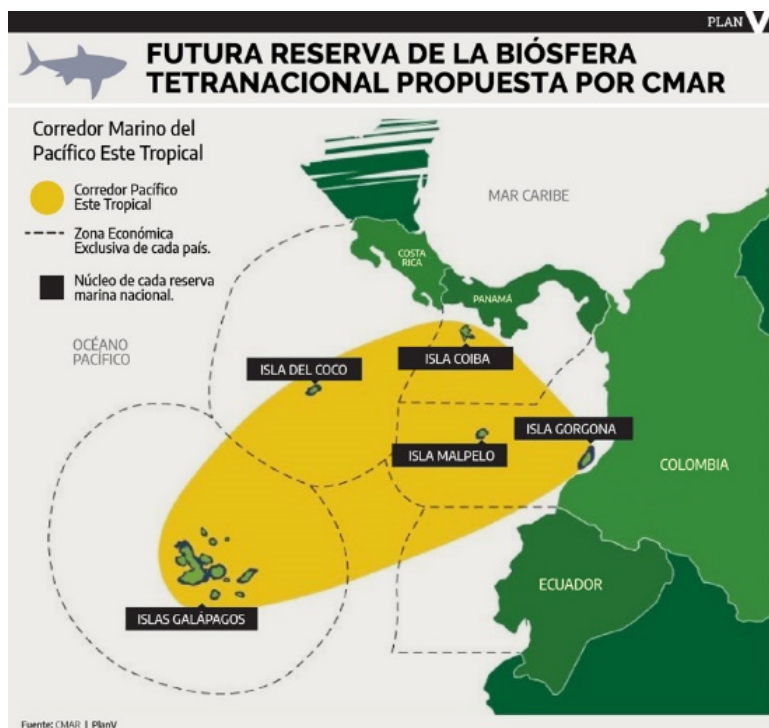 PLAN V
FUTURA RESERVA DE LA BIÓSFERA
TETRANACIONAL PROPUESTA POR CMAR
Corredor Marino del
Pacífico Este Tropical
Corredor Pacífico
Este Tropical
Zona Económica
Exclusiva de cada país.
Núcleo de cada reserva
marina nacional.
MAR CARIBE
COSTA
RICA
PANAMÁ
OCÉANO
PACÍFICO
ISLA DEL COCO
ISLA COIBA
ISLA GORGONA
ISLA MALPELO
COLOMBIA
ECUADOR
ISLAS GALÁPAGOS
Fuente: CMAR | PlanV